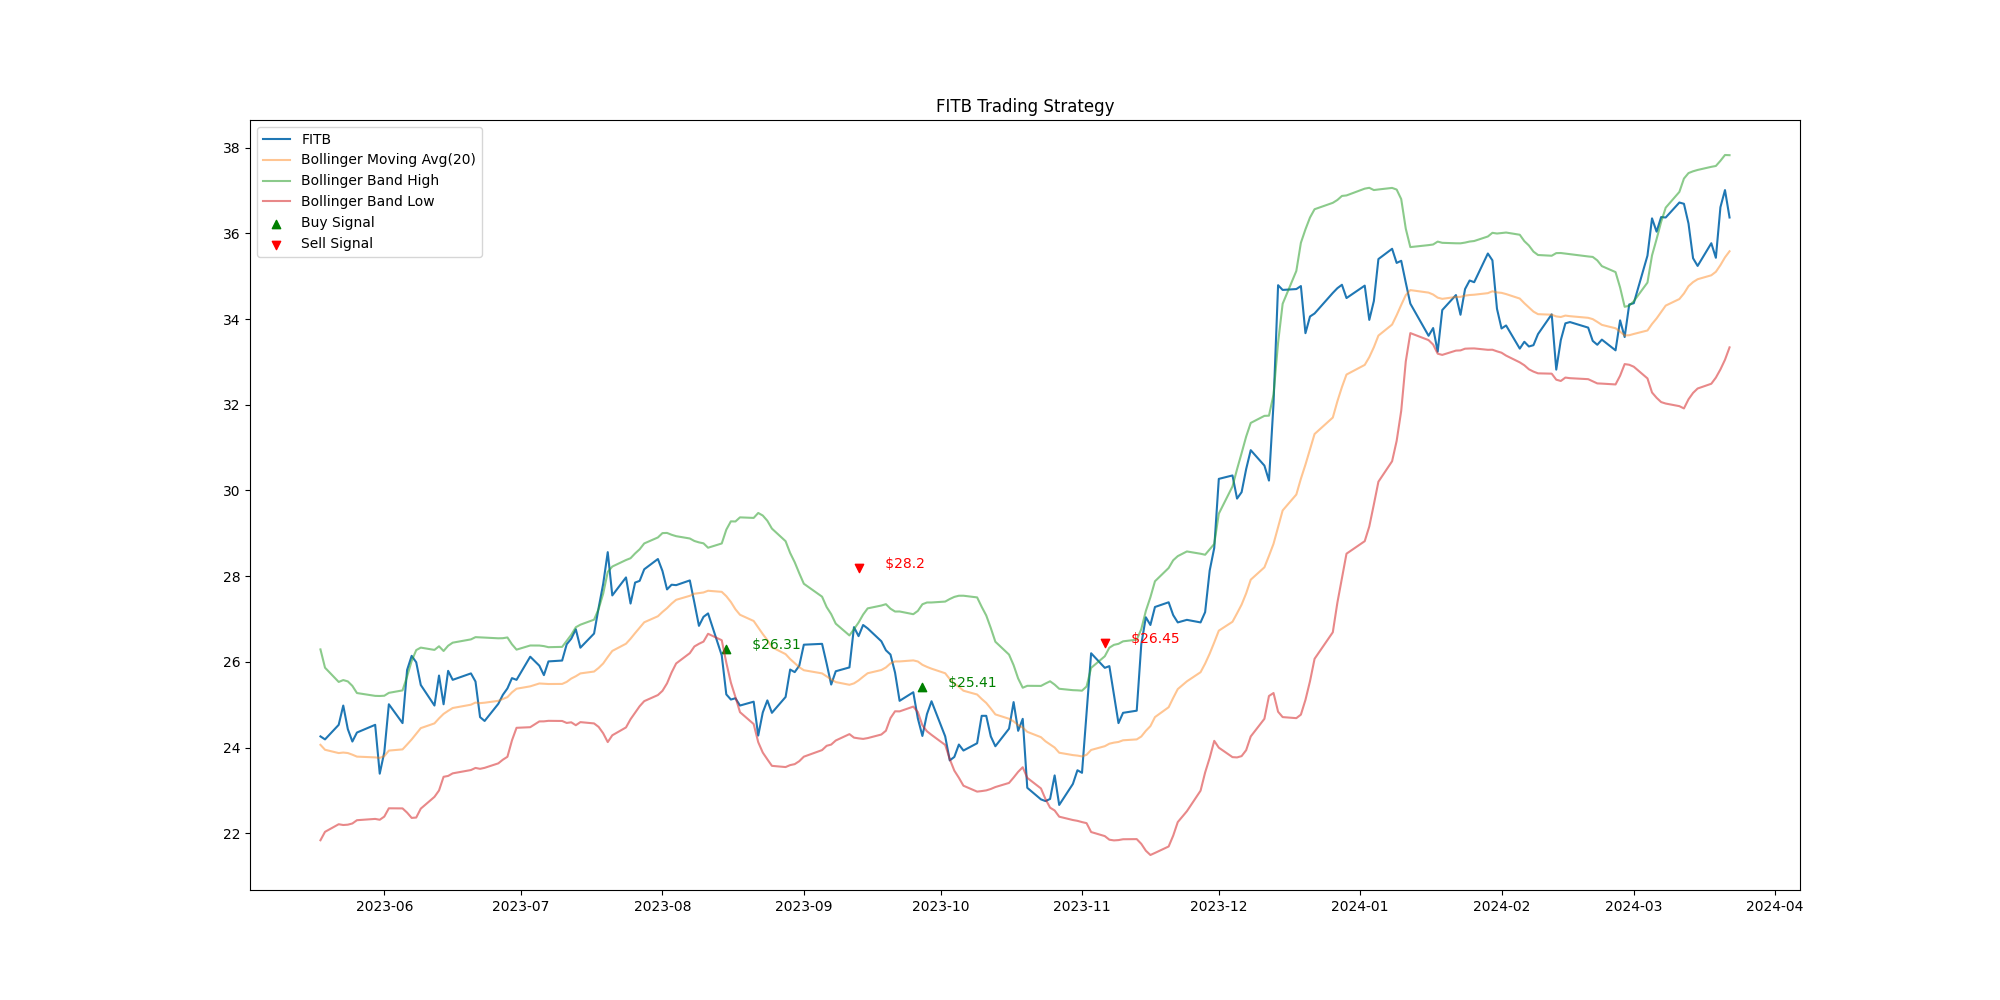 FITB Trading Strategy
FITB
Bollinger Moving Avg(20)
Bollinger Band High
Bollinger Band Low
Buy Signal
Sell Signal
38
36
34
32
30
28
26
24
22
$28.2
$26.31
$26.45
$25.41
2023-06 2023-07 2023-08 2023-09 2023-10 2023-11 2023-12 2024-01 2024-02 2024-03 2024-04